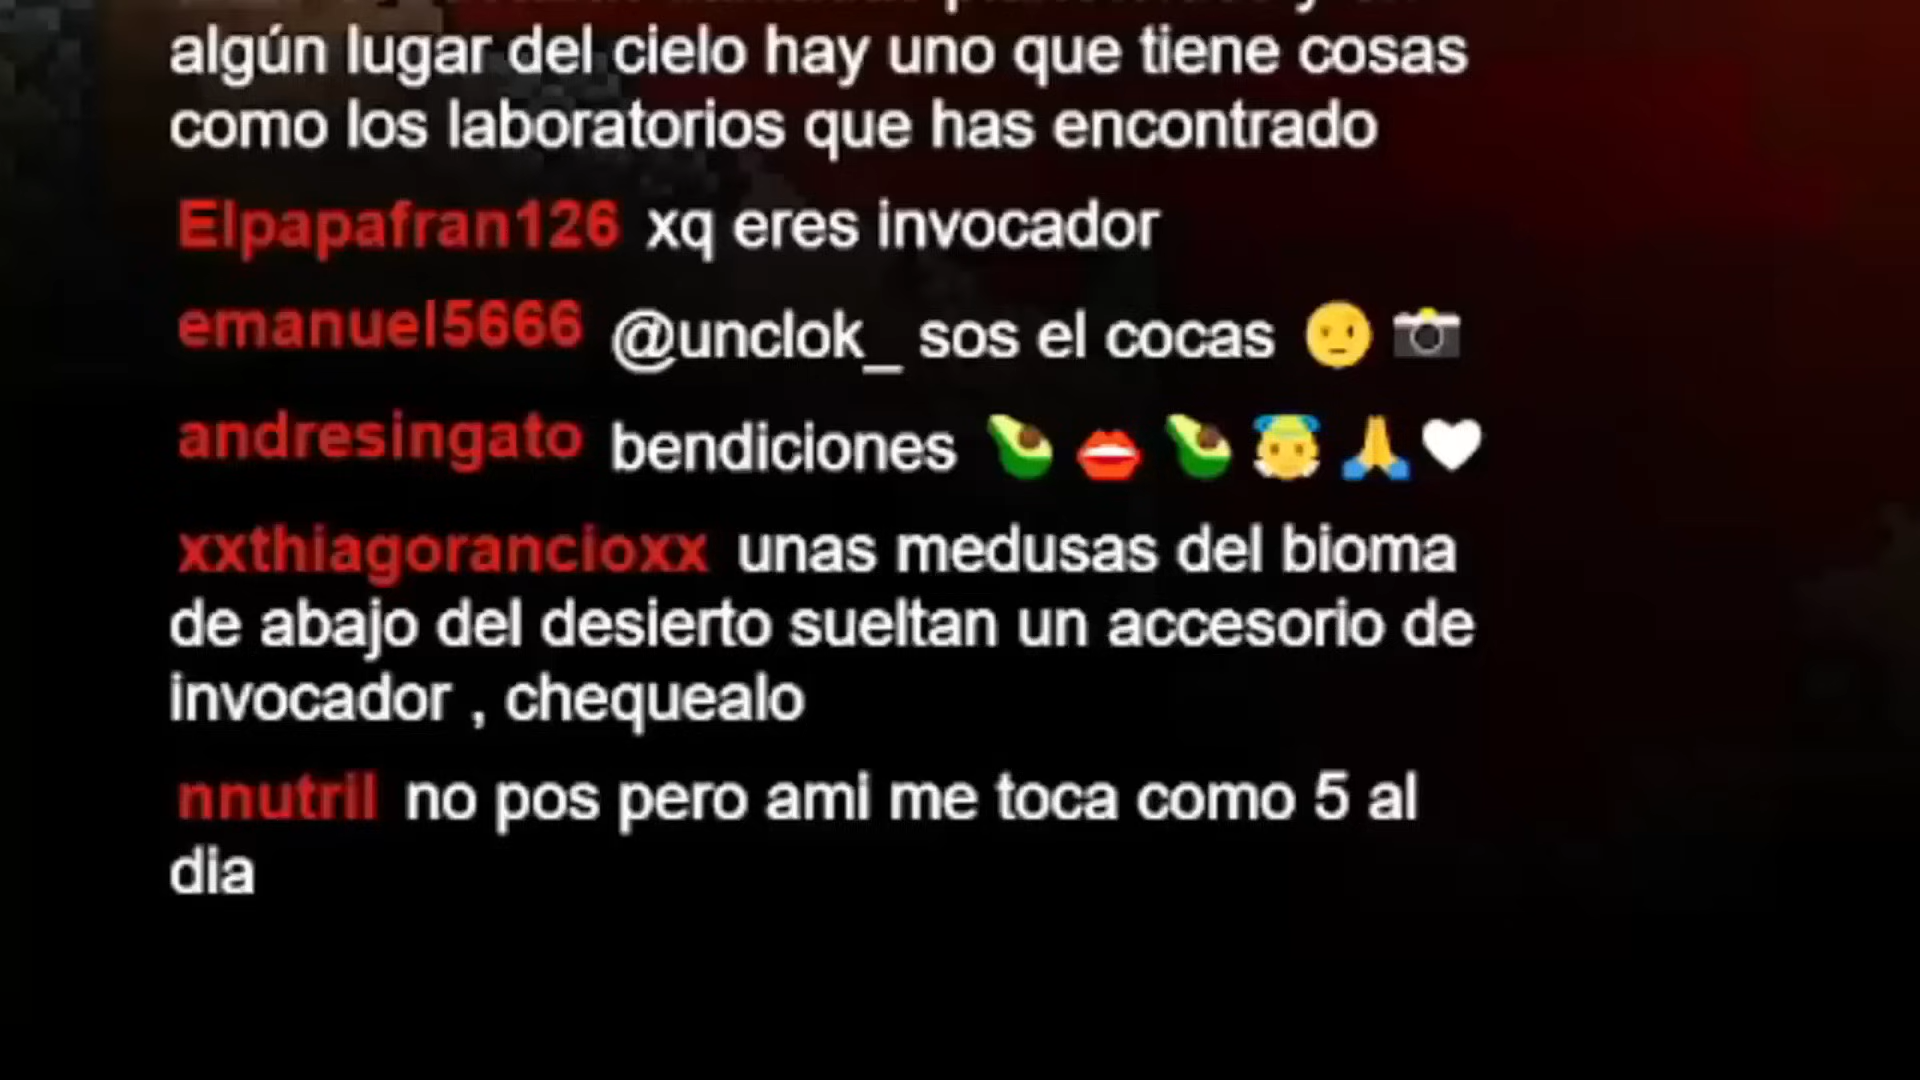 algún lugar del cielo hay uno que tiene cosas
como los laboratorios que has encontrado
Elpapafran126 xq eres invocador
emanuel5666 @unclok_ sos el cocas 🫡 📸
andresingato bendiciones 🥑 👄 🥑 👼 🙏 🤍
xxthiagorancioxx unas medusas del bioma
de abajo del desierto sueltan un accesorio de
invocador , chequealo
nnutril no pos pero ami me toca como 5 al
dia